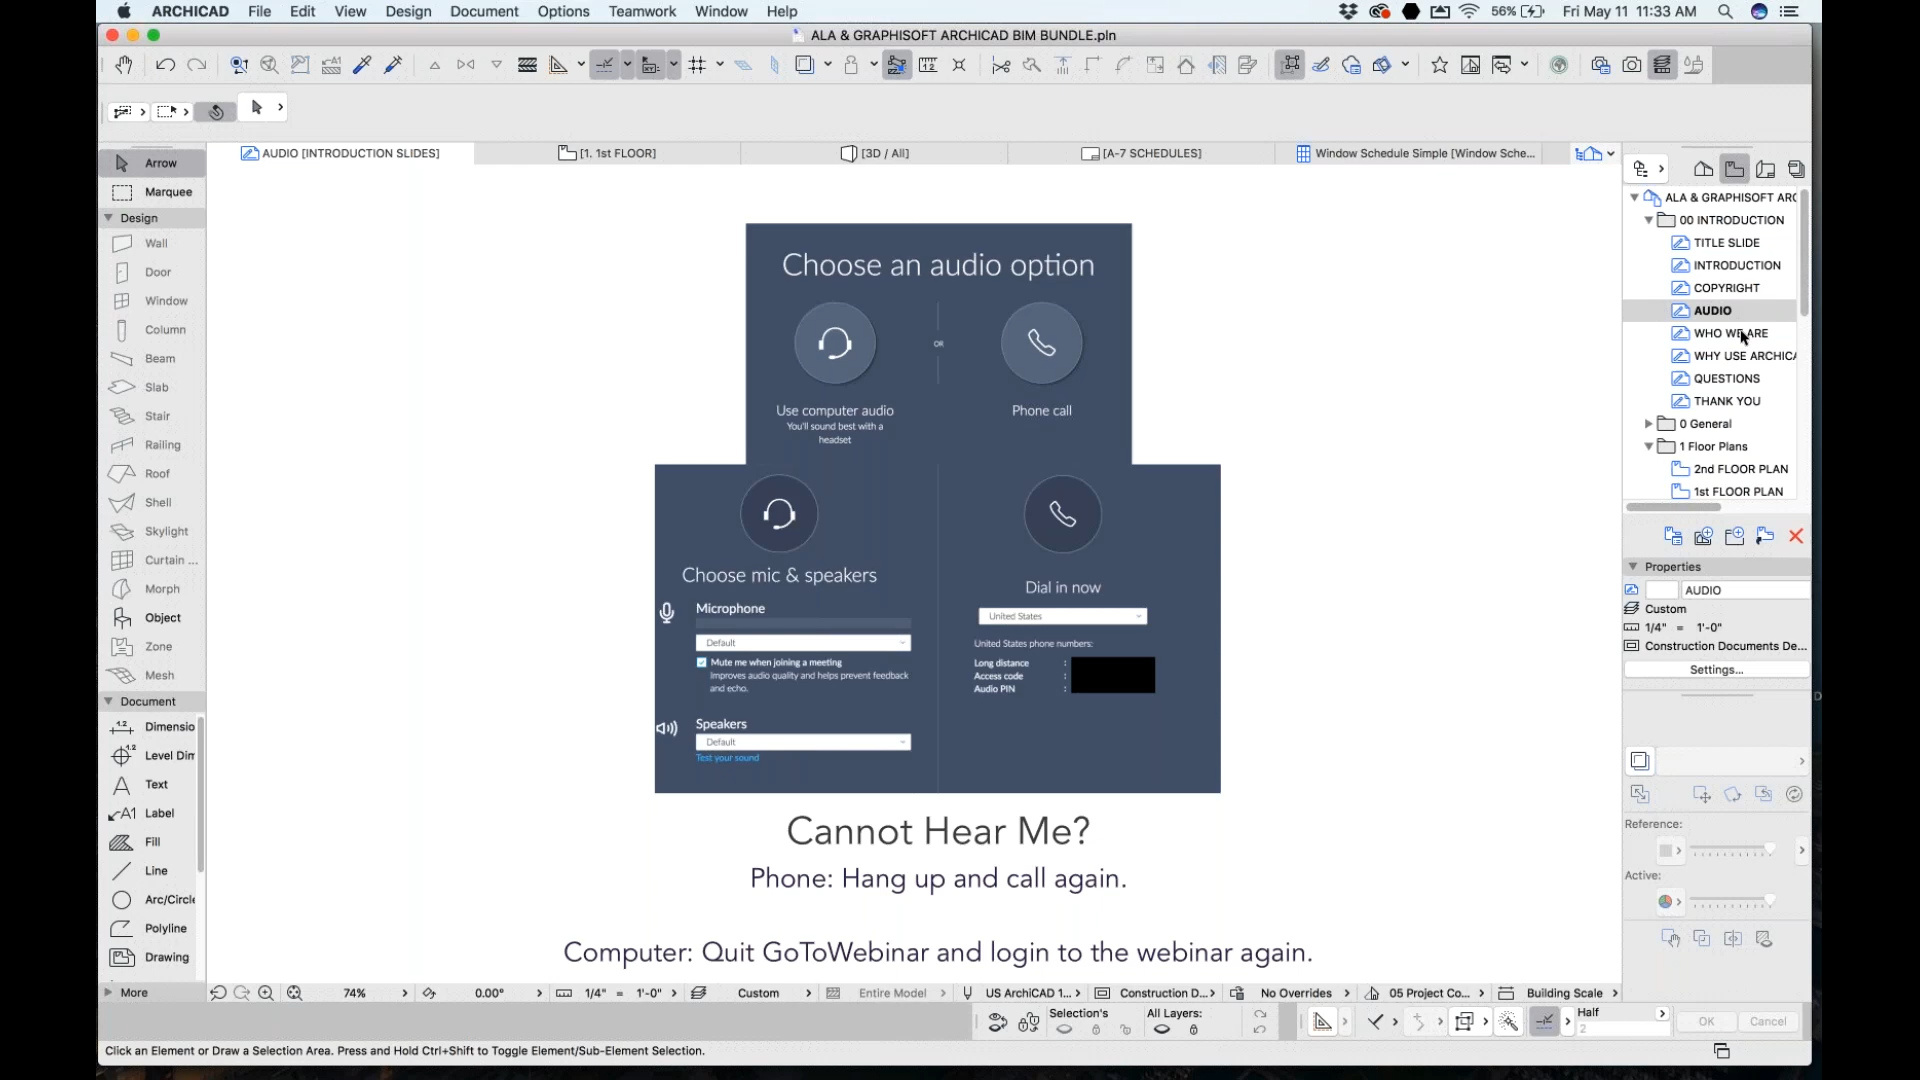 ARCHICAD File Edit View Design Document Options Teamwork Window Help 56% Fri May 11 11:33 AM
ALA & GRAPHISOFT ARCHICAD BIM BUNDLE.pln
AUDIO [INTRODUCTION SLIDES] [1. 1st FLOOR] [3D / All] [A-7 SCHEDULES] Window Schedule Simple [Window Sche...
Arrow
Marquee
Design
Wall
Door
Window
Column
Beam
Slab
Stair
Railing
Roof
Shell
Skylight
Curtain ...
Morph
Object
Zone
Mesh
Document
Dimensio
Level Dim
Text
Label
Fill
Line
Arc/Circle
Polyline
Drawing
More
Choose an audio option
OR
Use computer audio
You'll sound best with a
headset
Phone call
Choose mic & speakers
Microphone
Default
Mute me when joining a meeting
Improves audio quality and helps prevent feedback
and echo.
Speakers
Default
Test your sound
Dial in now
United States
United States phone numbers:
Long distance :
Access code :
Audio PIN :
Cannot Hear Me?
Phone: Hang up and call again.
Computer: Quit GoToWebinar and login to the webinar again.
ALA & GRAPHISOFT ARC
00 INTRODUCTION
TITLE SLIDE
INTRODUCTION
COPYRIGHT
AUDIO
WHO WE ARE
WHY USE ARCHICA
QUESTIONS
THANK YOU
0 General
1 Floor Plans
2nd FLOOR PLAN
1st FLOOR PLAN
Properties
AUDIO
Custom
1/4" = 1'-0"
Construction Documents De...
Settings...
Reference:
Active:
74% 0.00° 1/4" = 1'-0" Custom Entire Model US ArchiCAD 1... Construction D... No Overrides 05 Project Co... Building Scale
Selection's All Layers: Half
2 OK Cancel
Click an Element or Draw a Selection Area. Press and Hold Ctrl+Shift to Toggle Element/Sub-Element Selection.